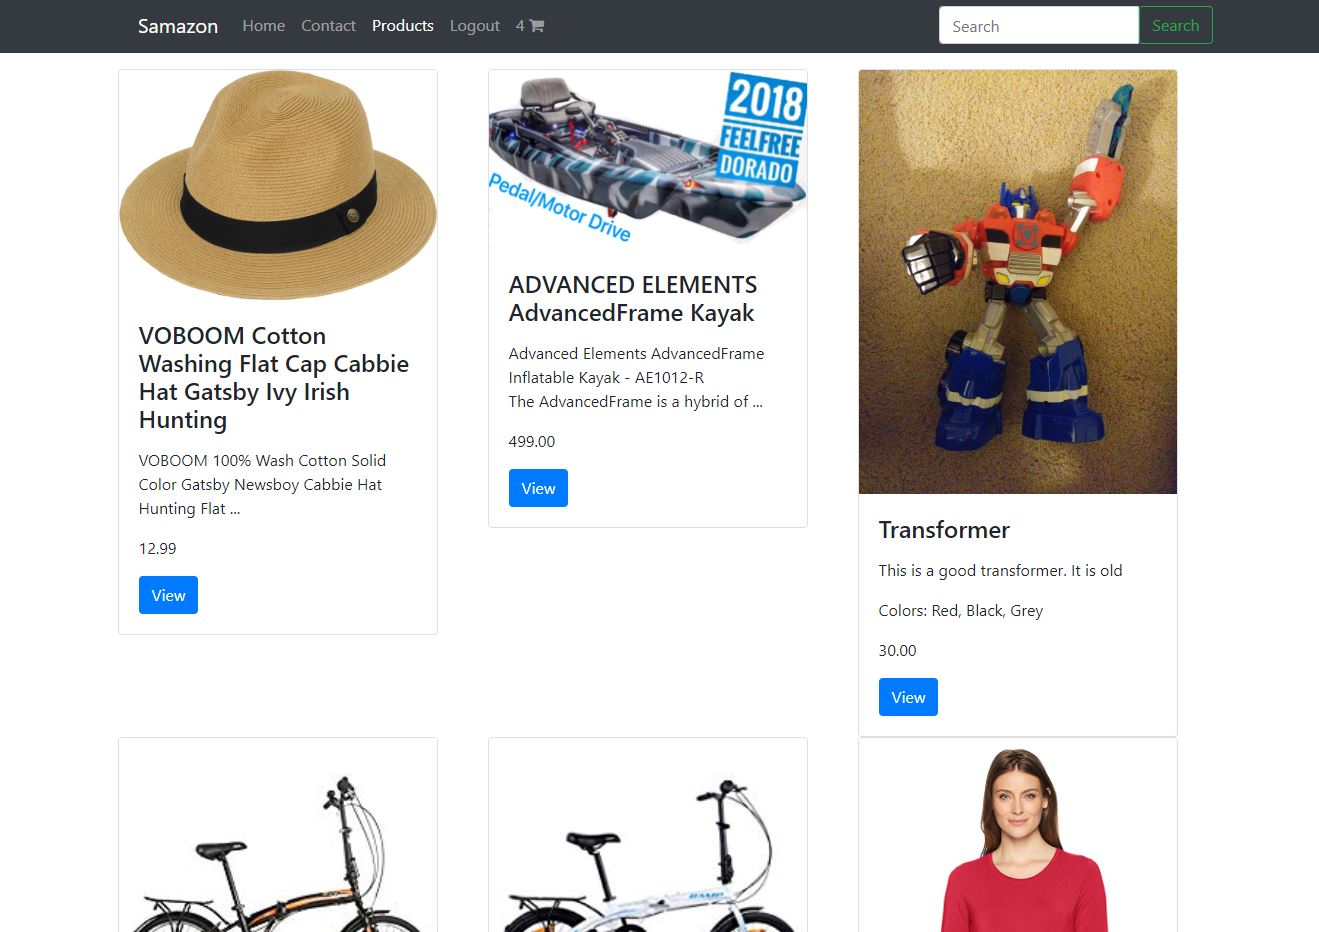 Samazon Home Contact Products Logout 4 Search Search
2018
FEELFREE
DORADO
Pedal/Motor Drive
VOBOOM Cotton
Washing Flat Cap Cabbie
Hat Gatsby Ivy Irish
Hunting
VOBOOM 100% Wash Cotton Solid
Color Gatsby Newsboy Cabbie Hat
Hunting Flat ...
12.99
View
ADVANCED ELEMENTS
AdvancedFrame Kayak
Advanced Elements AdvancedFrame
Inflatable Kayak - AE1012-R
The AdvancedFrame is a hybrid of ...
499.00
View
Transformer
This is a good transformer. It is old
Colors: Red, Black, Grey
30.00
View